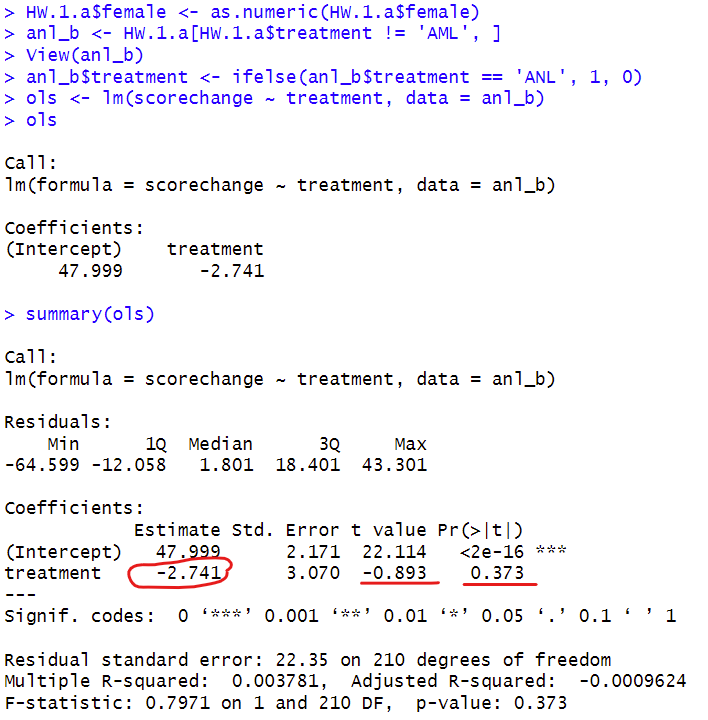 > HW.1.a$female <- as.numeric(HW.1.a$female)
> anl_b <- HW.1.a[HW.1.a$treatment != 'AML', ]
> View(anl_b)
> anl_b$treatment <- ifelse(anl_b$treatment == 'ANL', 1, 0)
> ols <- lm(scorechange ~ treatment, data = anl_b)
> ols
Call:
lm(formula = scorechange ~ treatment, data = anl_b)
Coefficients:
(Intercept)    treatment
     47.999       -2.741
> summary(ols)
Call:
lm(formula = scorechange ~ treatment, data = anl_b)
Residuals:
    Min      1Q  Median      3Q     Max
-64.599 -12.058   1.801  18.401  43.301
Coefficients:
            Estimate Std. Error t value Pr(>|t|)
(Intercept)   47.999      2.171  22.114   <2e-16 ***
treatment     -2.741      3.070  -0.893    0.373
---
Signif. codes:  0 ‘***’ 0.001 ‘**’ 0.01 ‘*’ 0.05 ‘.’ 0.1 ‘ ’ 1
Residual standard error: 22.35 on 210 degrees of freedom
Multiple R-squared:  0.003781,  Adjusted R-squared:  -0.0009624
F-statistic: 0.7971 on 1 and 210 DF,  p-value: 0.373